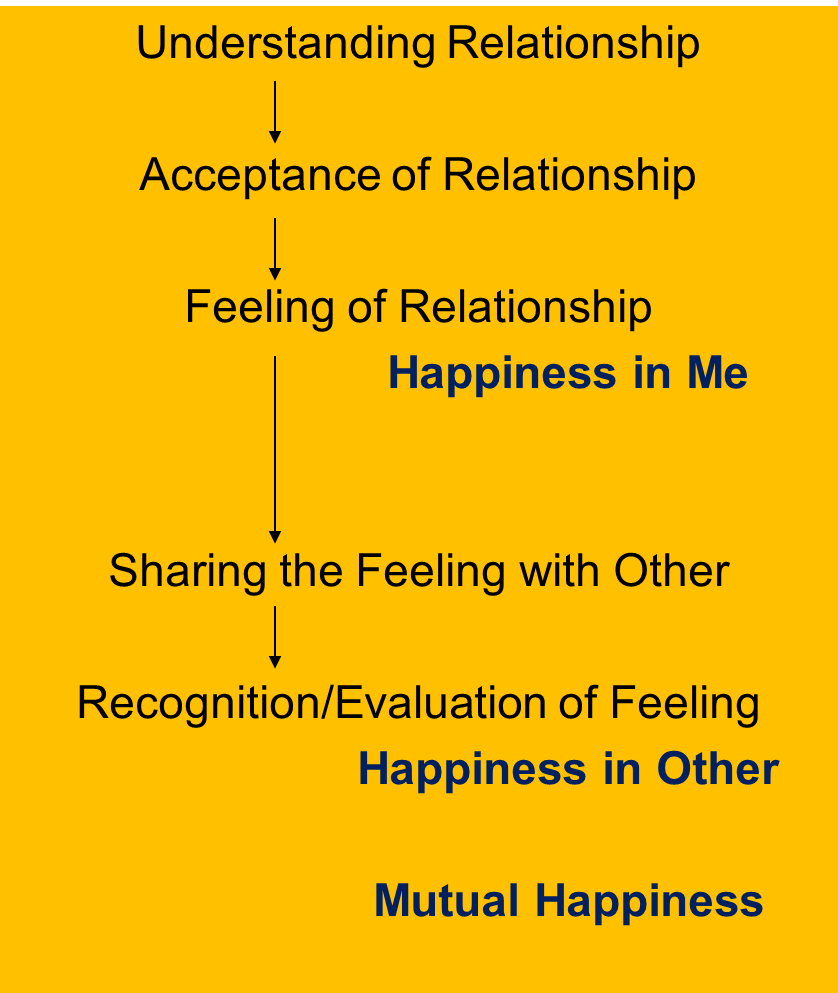 Understanding Relationship
Acceptance of Relationship
Feeling of Relationship
Happiness in Me
Sharing the Feeling with Other
Recognition/Evaluation of Feeling
Happiness in Other
Mutual Happiness